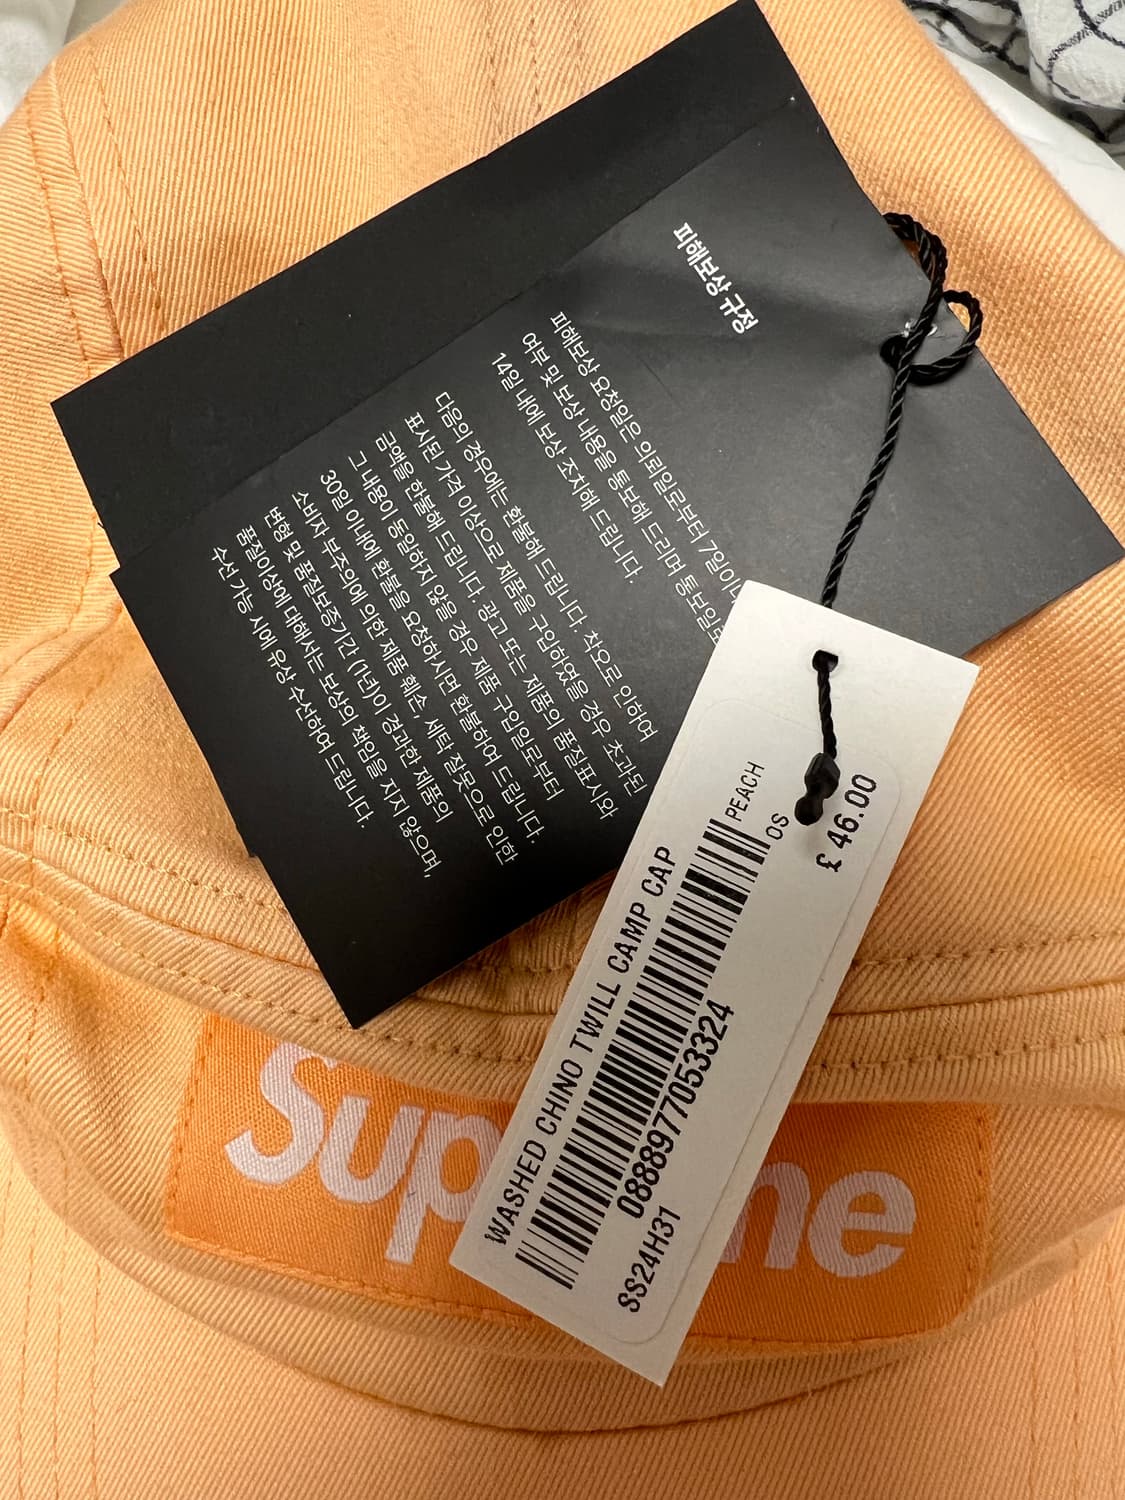 피해보상 규정
피해보상 요청일은 의뢰일로부터 7일이
여부 및 보상 내용을 통보해 드리며 통보일로
14일 내에 보상 조치해 드립니다.
다음의 경우에는 환불해 드립니다. 착오로 인하여
표시된 가격 이상으로 제품을 구입하였을 경우 초과된
금액을 환불해 드립니다. 광고 또는 제품의 품질표시와
그 내용이 동일하지 않을 경우 제품 구입일로부터
30일 이내에 환불을 요청하시면 환불하여 드립니다.
소비자 부주의에 의한 제품 훼손, 세탁 잘못으로 인한
변형 및 품질보증기간 (1년)이 경과한 제품의
품질이상에 대해서는 보상의 책임을 지지 않으며,
수선 가능 시에 유상 수선하여 드립니다.
WASHED CHINO TWILL CAMP CAP
PEACH
OS
088897705​3324
SS24H31
£ 46.00
Sup me